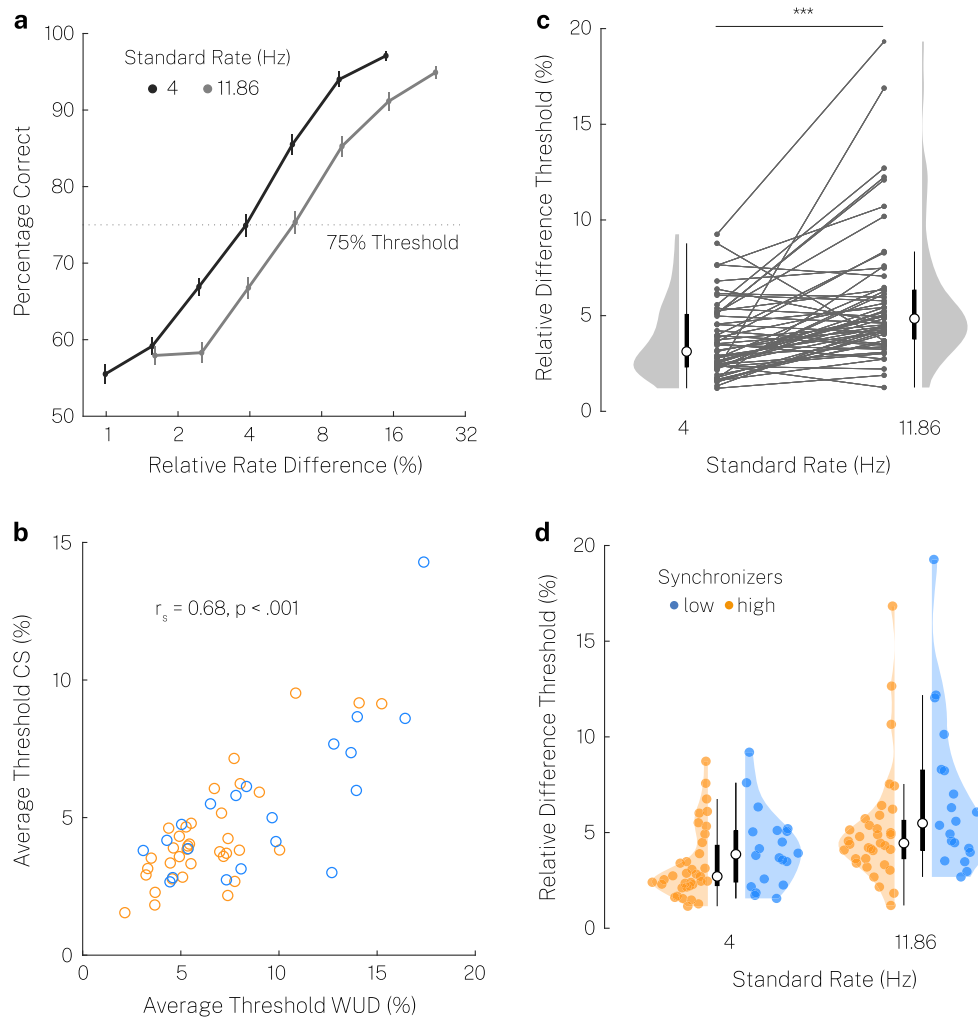 a
100
90
80
70
60
50
Percentage Correct
Standard Rate (Hz)
4 11.86
75% Threshold
1 2 4 8 16 32
Relative Rate Difference (%)
c
20
15
10
5
0
Relative Difference Threshold (%)
***
4 11.86
Standard Rate (Hz)
b
15
10
5
0
Average Threshold CS (%)
rs = 0.68, p < .001
0 5 10 15 20
Average Threshold WUD (%)
d
20
15
10
5
0
Relative Difference Threshold (%)
Synchronizers
low high
4 11.86
Standard Rate (Hz)